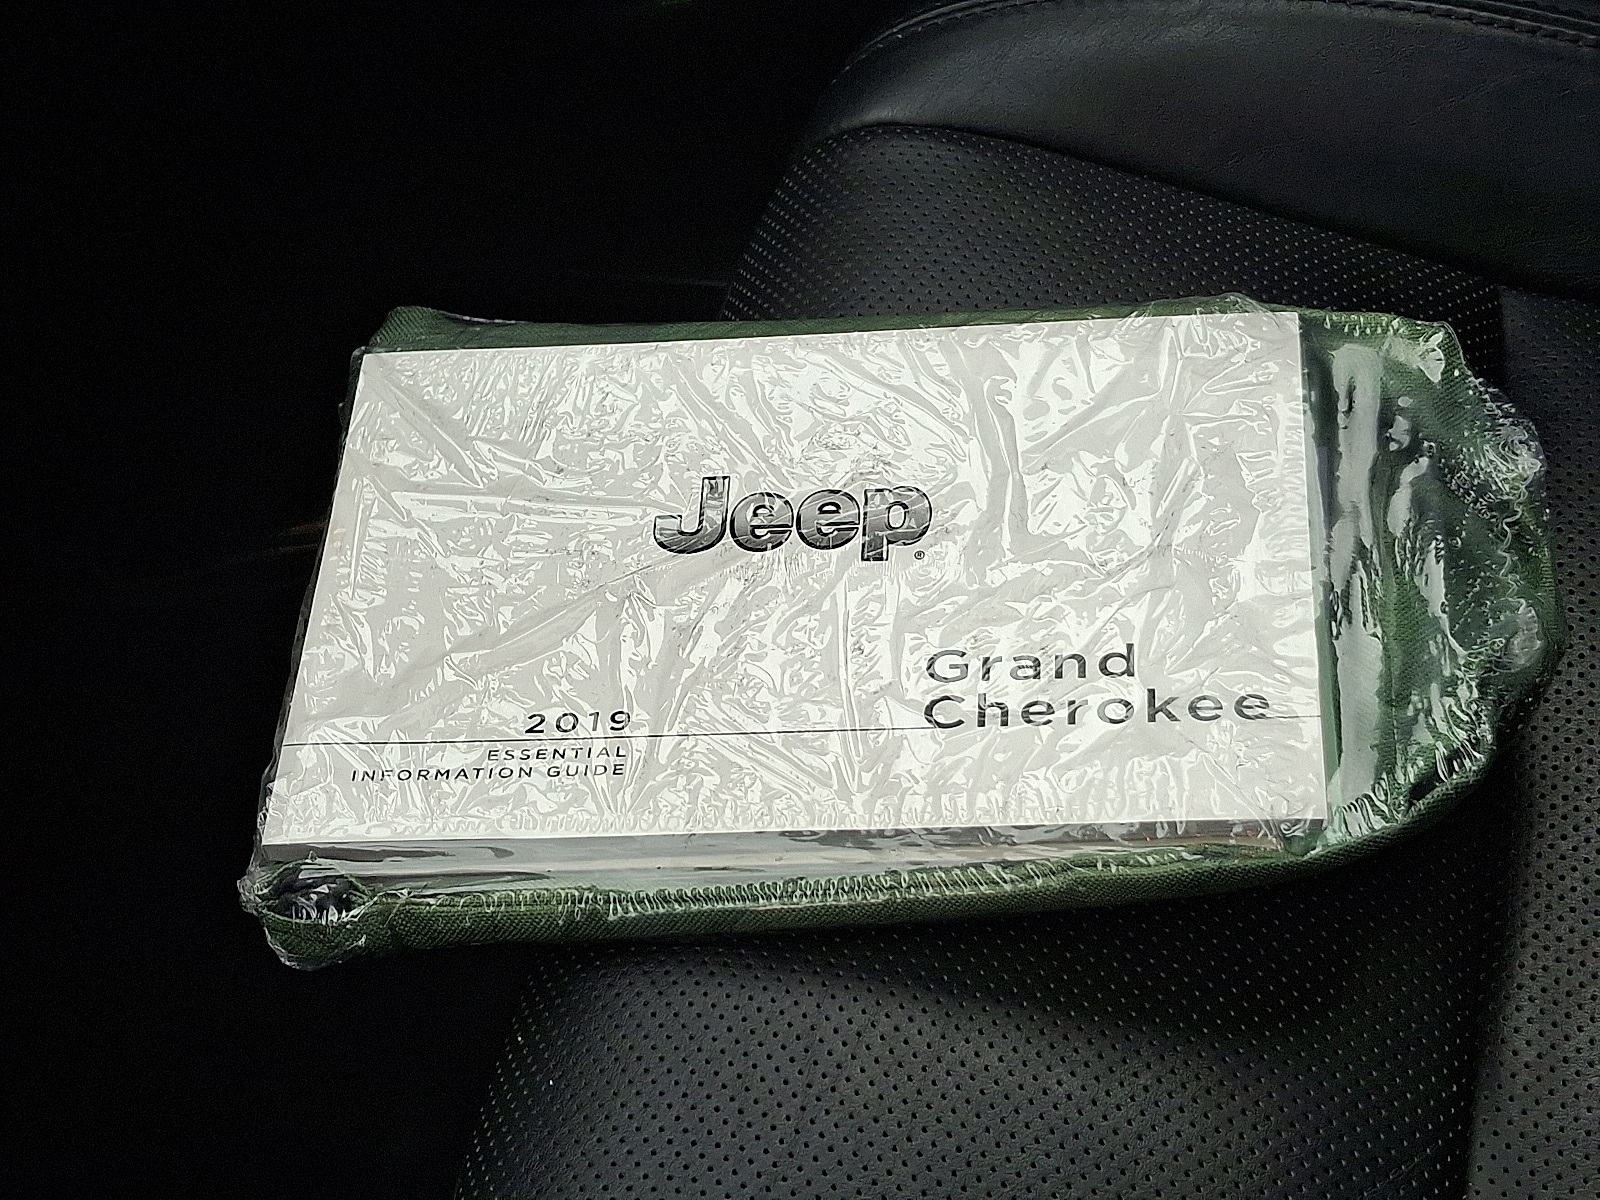 Jeep®
Grand
Cherokee
2019
ESSENTIAL
INFORMATION GUIDE